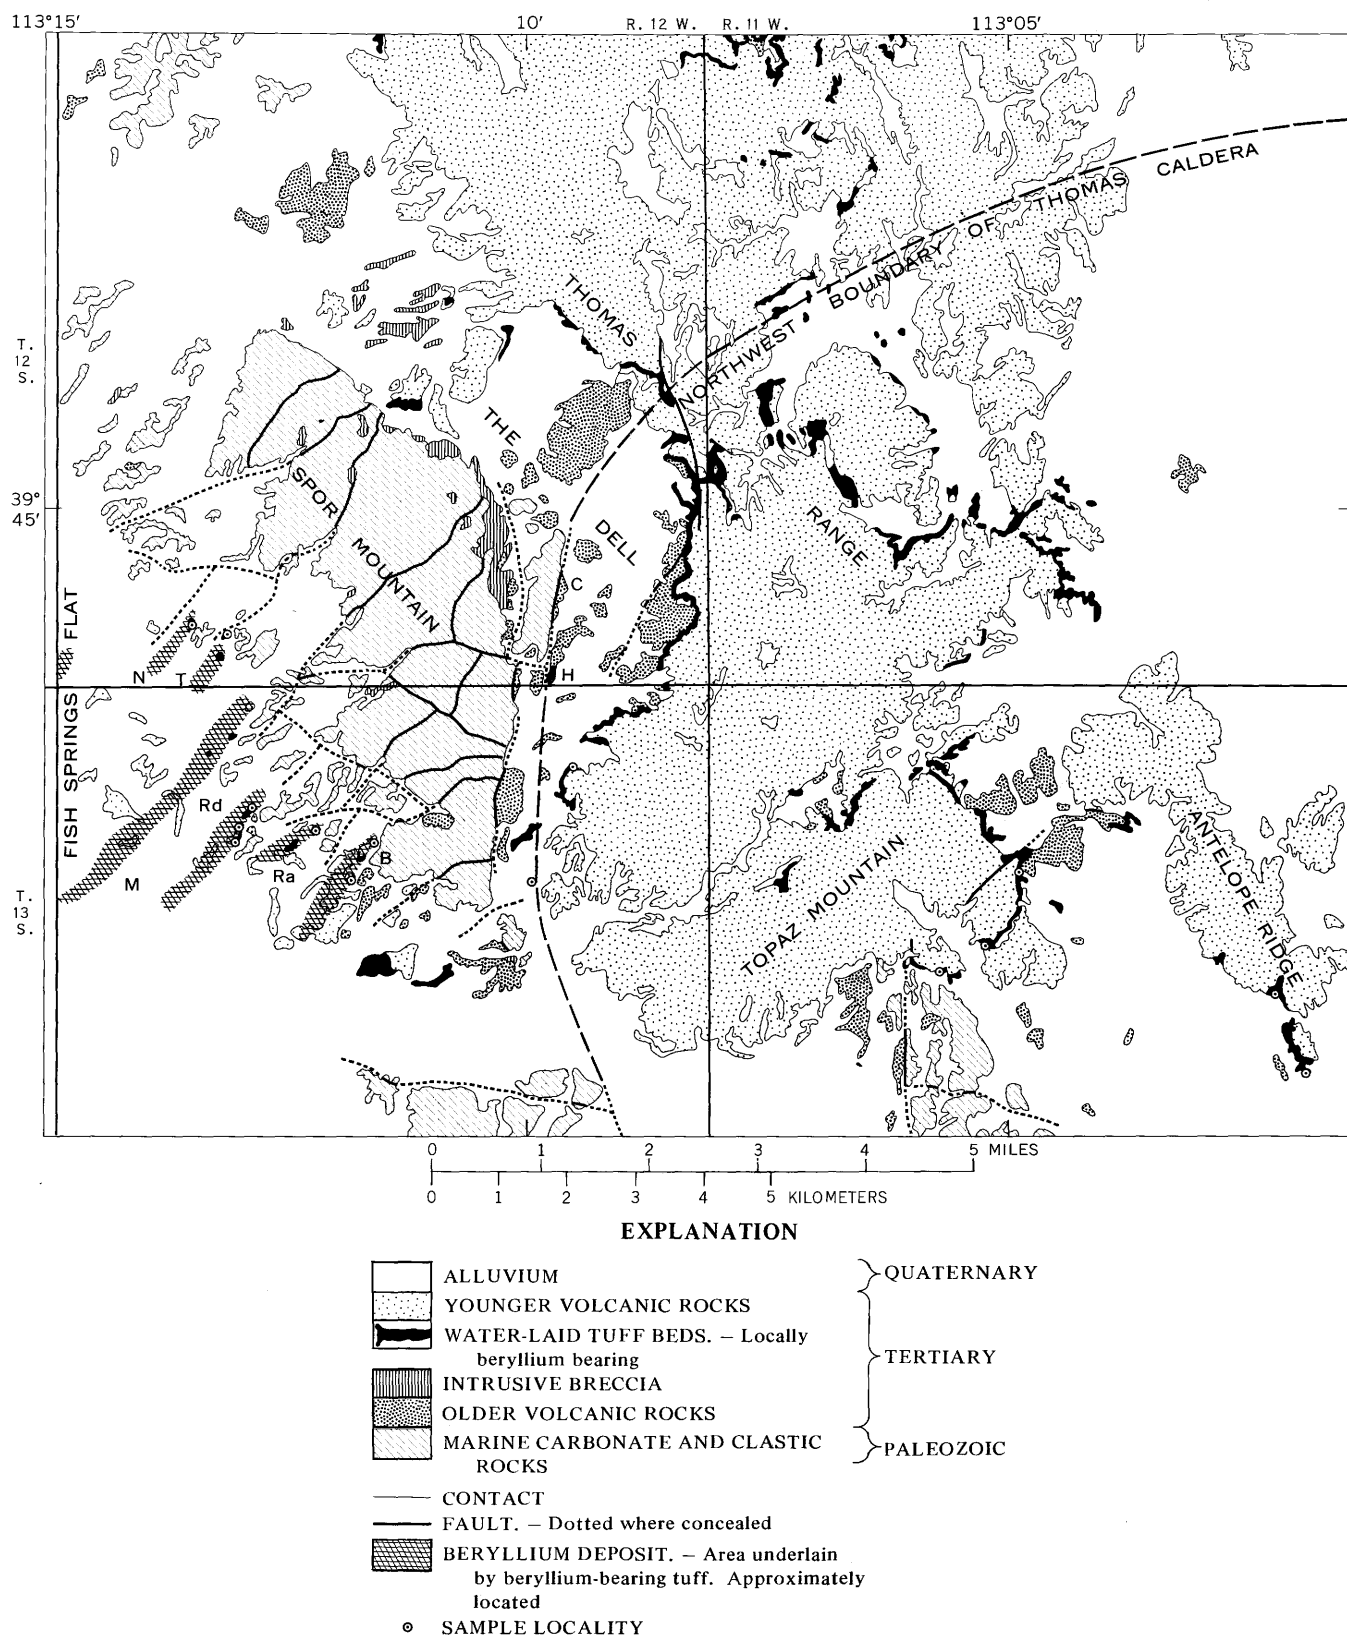 113°15′ 10′ R. 12 W. R. 11 W. 113°05′
NORTHWEST BOUNDARY OF THOMAS CALDERA
THOMAS
RANGE
T.
12
S.
THE
DELL
39°
45′
SPOR
MOUNTAIN
C
H
N T
FISH SPRINGS FLAT
Rd
M
Ra
B
T.
13
S.
TOPAZ MOUNTAIN
ANTELOPE RIDGE
0 1 2 3 4 5 MILES
0 1 2 3 4 5 KILOMETERS
EXPLANATION
ALLUVIUM
QUATERNARY
YOUNGER VOLCANIC ROCKS
WATER-LAID TUFF BEDS. – Locally
beryllium bearing
TERTIARY
INTRUSIVE BRECCIA
OLDER VOLCANIC ROCKS
MARINE CARBONATE AND CLASTIC
ROCKS
PALEOZOIC
CONTACT
FAULT. – Dotted where concealed
BERYLLIUM DEPOSIT. – Area underlain
by beryllium-bearing tuff. Approximately
located
SAMPLE LOCALITY